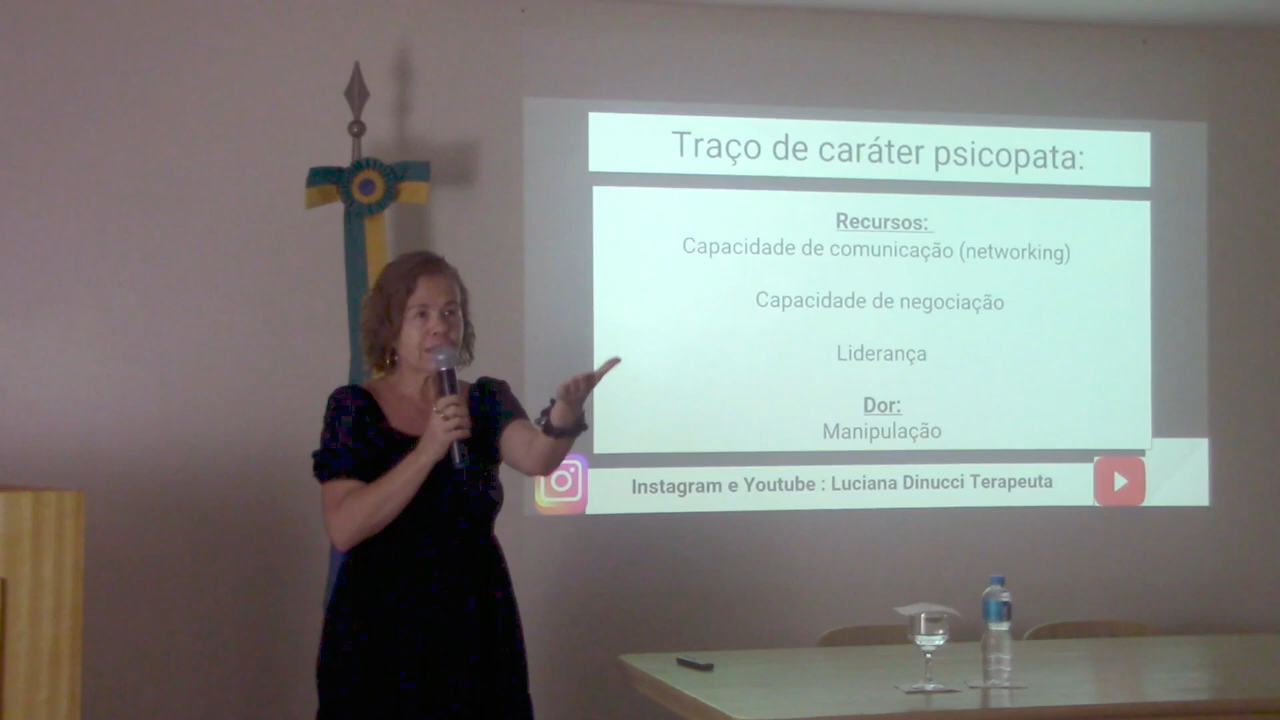 Traço de caráter psicopata:
Recursos:
Capacidade de comunicação (networking)
Capacidade de negociação
Liderança
Dor:
Manipulação
Instagram e Youtube : Luciana Dinucci Terapeuta